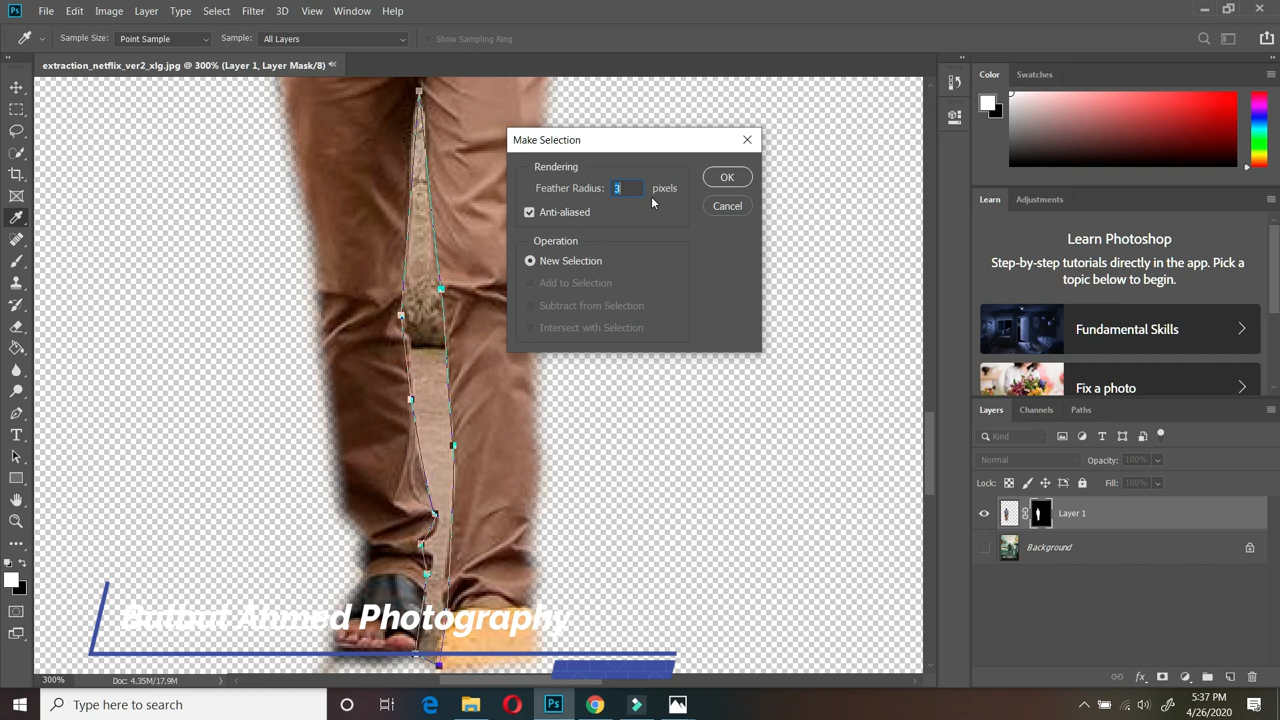 Ps File Edit Image Layer Type Select Filter 3D View Window Help
Sample Size: Point Sample Sample: All Layers Show Sampling Ring
extraction_netflix_ver2_xlg.jpg @ 300% (Layer 1, Layer Mask/8) *
Make Selection
Rendering
Feather Radius: 3 pixels
Anti-aliased
OK
Cancel
Operation
New Selection
Add to Selection
Subtract from Selection
Intersect with Selection
Color Swatches
Learn Adjustments
Learn Photoshop
Step-by-step tutorials directly in the app. Pick a
topic below to begin.
Fundamental Skills
Fix a photo
Layers Channels Paths
Kind
Normal Opacity: 100%
Lock: Fill: 100%
Layer 1
Background
Bulbul Ahmed Photography
300% Doc: 4.35M/17.9M
Type here to search
Ps
5:37 PM
4/26/2020